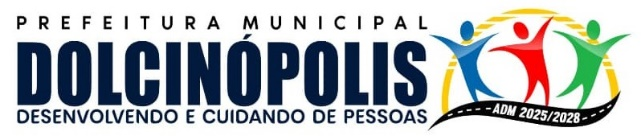 PREFEITURA MUNICIPAL
DOLCINÓPOLIS
DESENVOLVENDO E CUIDANDO DE PESSOAS
ADM 2025/2028